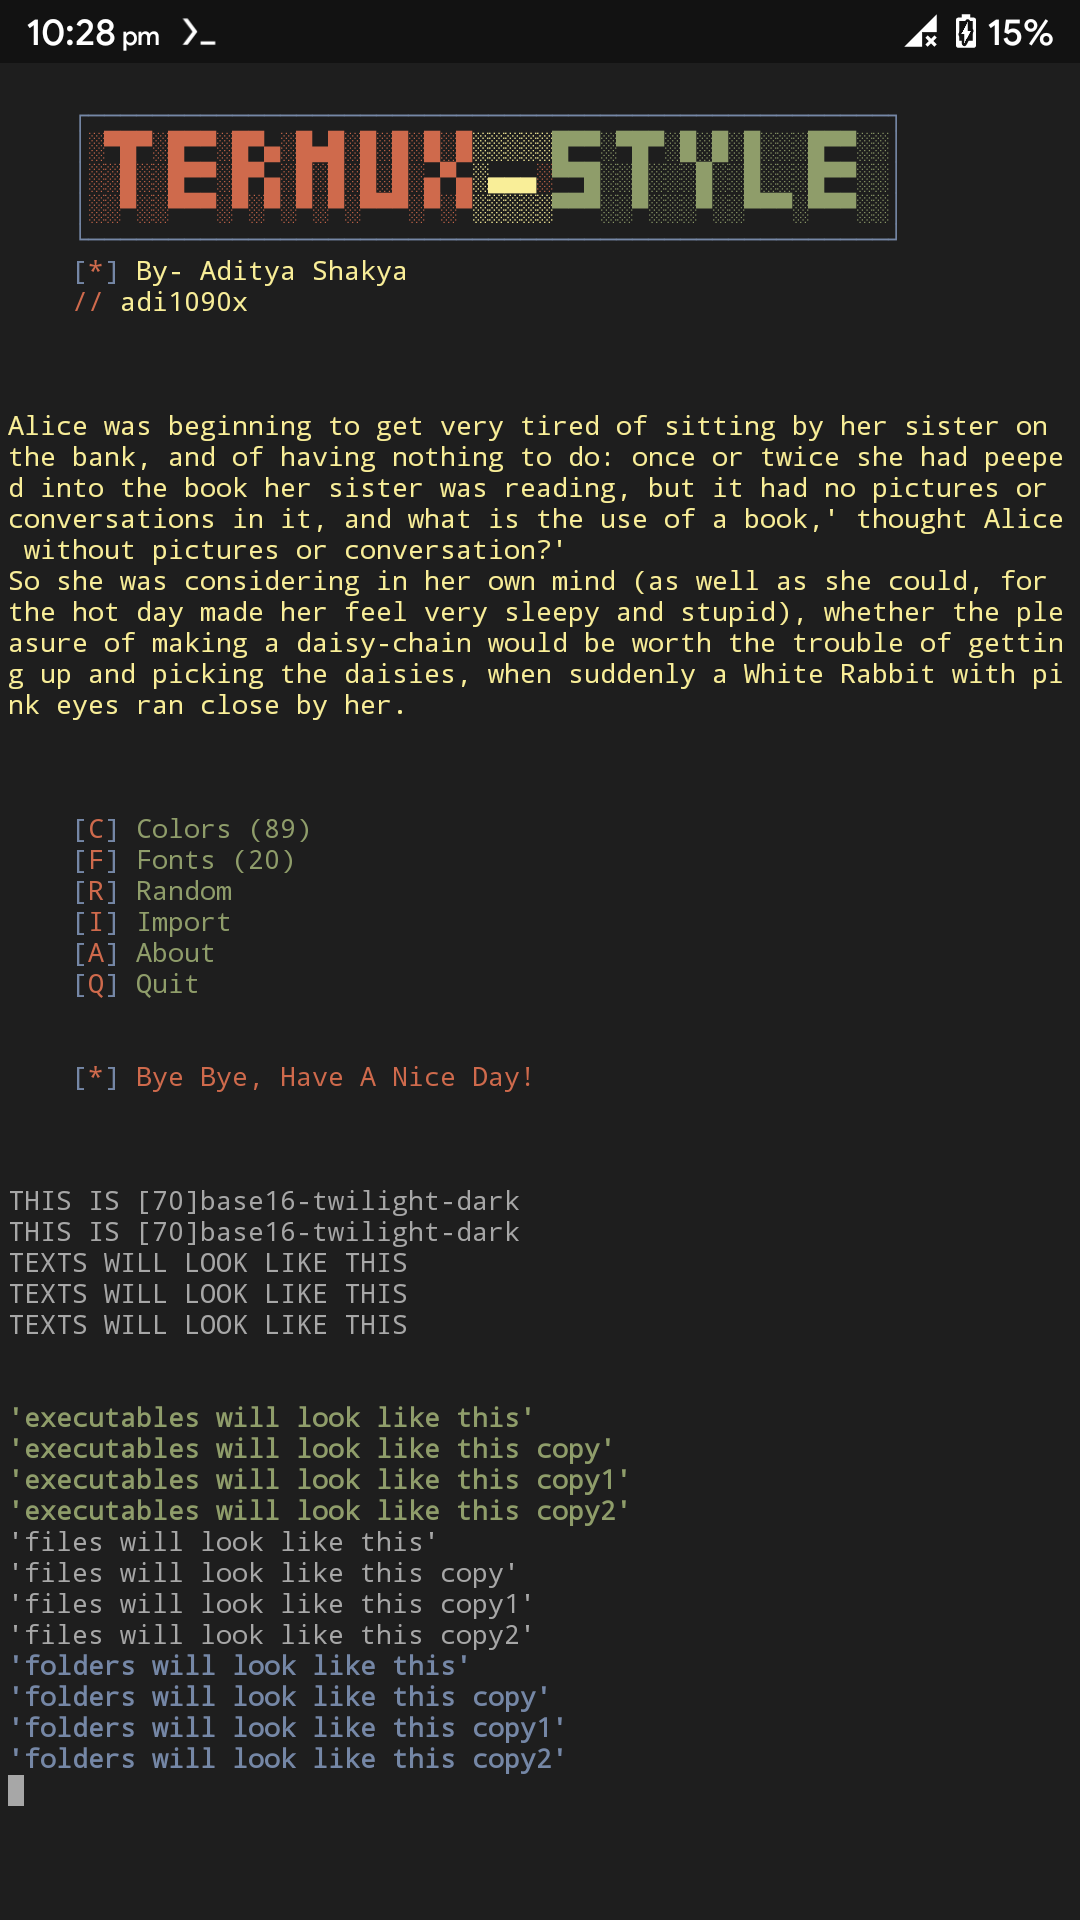 10:28 pm 15%
TERMUX-STYLE
[*] By- Aditya Shakya
// adi1090x
Alice was beginning to get very tired of sitting by her sister on
the bank, and of having nothing to do: once or twice she had peepe
d into the book her sister was reading, but it had no pictures or
conversations in it, and what is the use of a book,' thought Alice
without pictures or conversation?'
So she was considering in her own mind (as well as she could, for
the hot day made her feel very sleepy and stupid), whether the ple
asure of making a daisy-chain would be worth the trouble of gettin
g up and picking the daisies, when suddenly a White Rabbit with pi
nk eyes ran close by her.
[C] Colors (89)
[F] Fonts (20)
[R] Random
[I] Import
[A] About
[Q] Quit
[*] Bye Bye, Have A Nice Day!
THIS IS [70]base16-twilight-dark
THIS IS [70]base16-twilight-dark
TEXTS WILL LOOK LIKE THIS
TEXTS WILL LOOK LIKE THIS
TEXTS WILL LOOK LIKE THIS
'executables will look like this'
'executables will look like this copy'
'executables will look like this copy1'
'executables will look like this copy2'
'files will look like this'
'files will look like this copy'
'files will look like this copy1'
'files will look like this copy2'
'folders will look like this'
'folders will look like this copy'
'folders will look like this copy1'
'folders will look like this copy2'